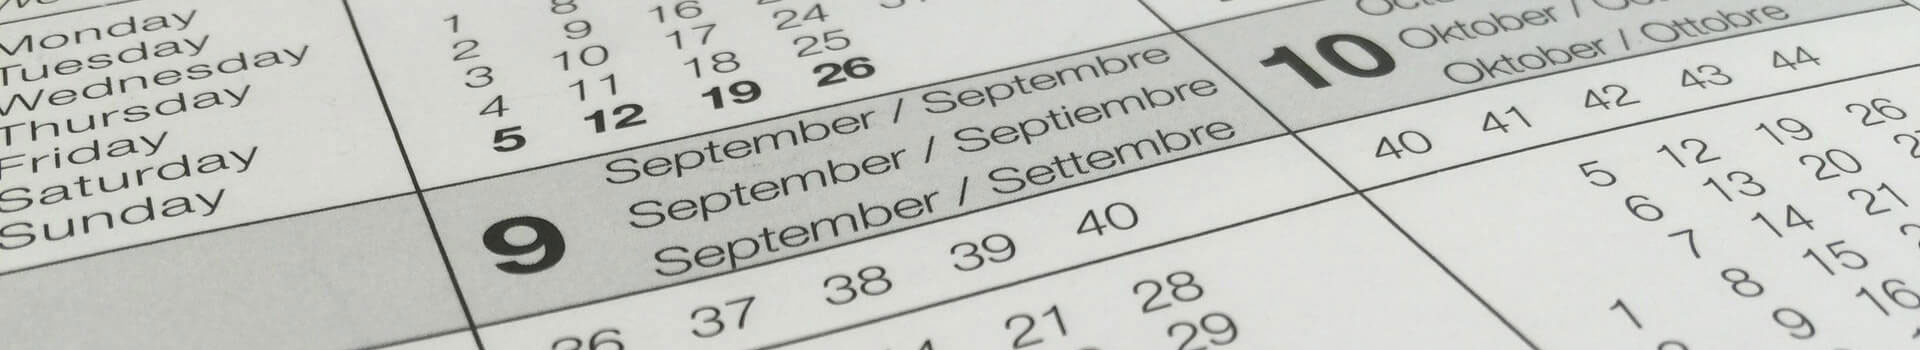 Monday
Tuesday
Wednesday
Thursday
Friday
Saturday
Sunday
8
1 9 16 24
2 10 17 25
3 11 18 26
4 12 19
5
9
September / Septembre
September / Septiembre
September / Settembre
36 37 38 39 40
21 28
29
10
Oktober /
Oktober / Ottobre
40 41 42 43 44
5 12 19 26
6 13 20
7 14 21
1 8 15
9 16